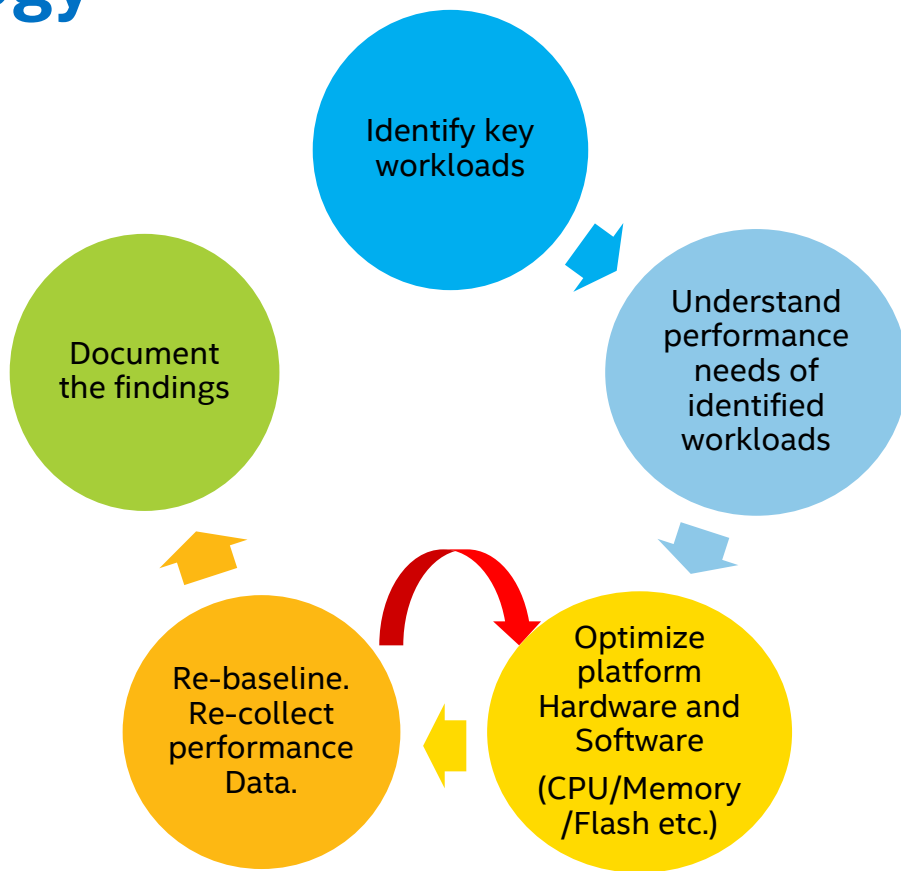 Identify key
workloads
Understand
performance
needs of
identified
workloads
Optimize
platform
Hardware and
Software
(CPU/Memory
/Flash etc.)
Re-baseline.
Re-collect
performance
Data.
Document
the findings